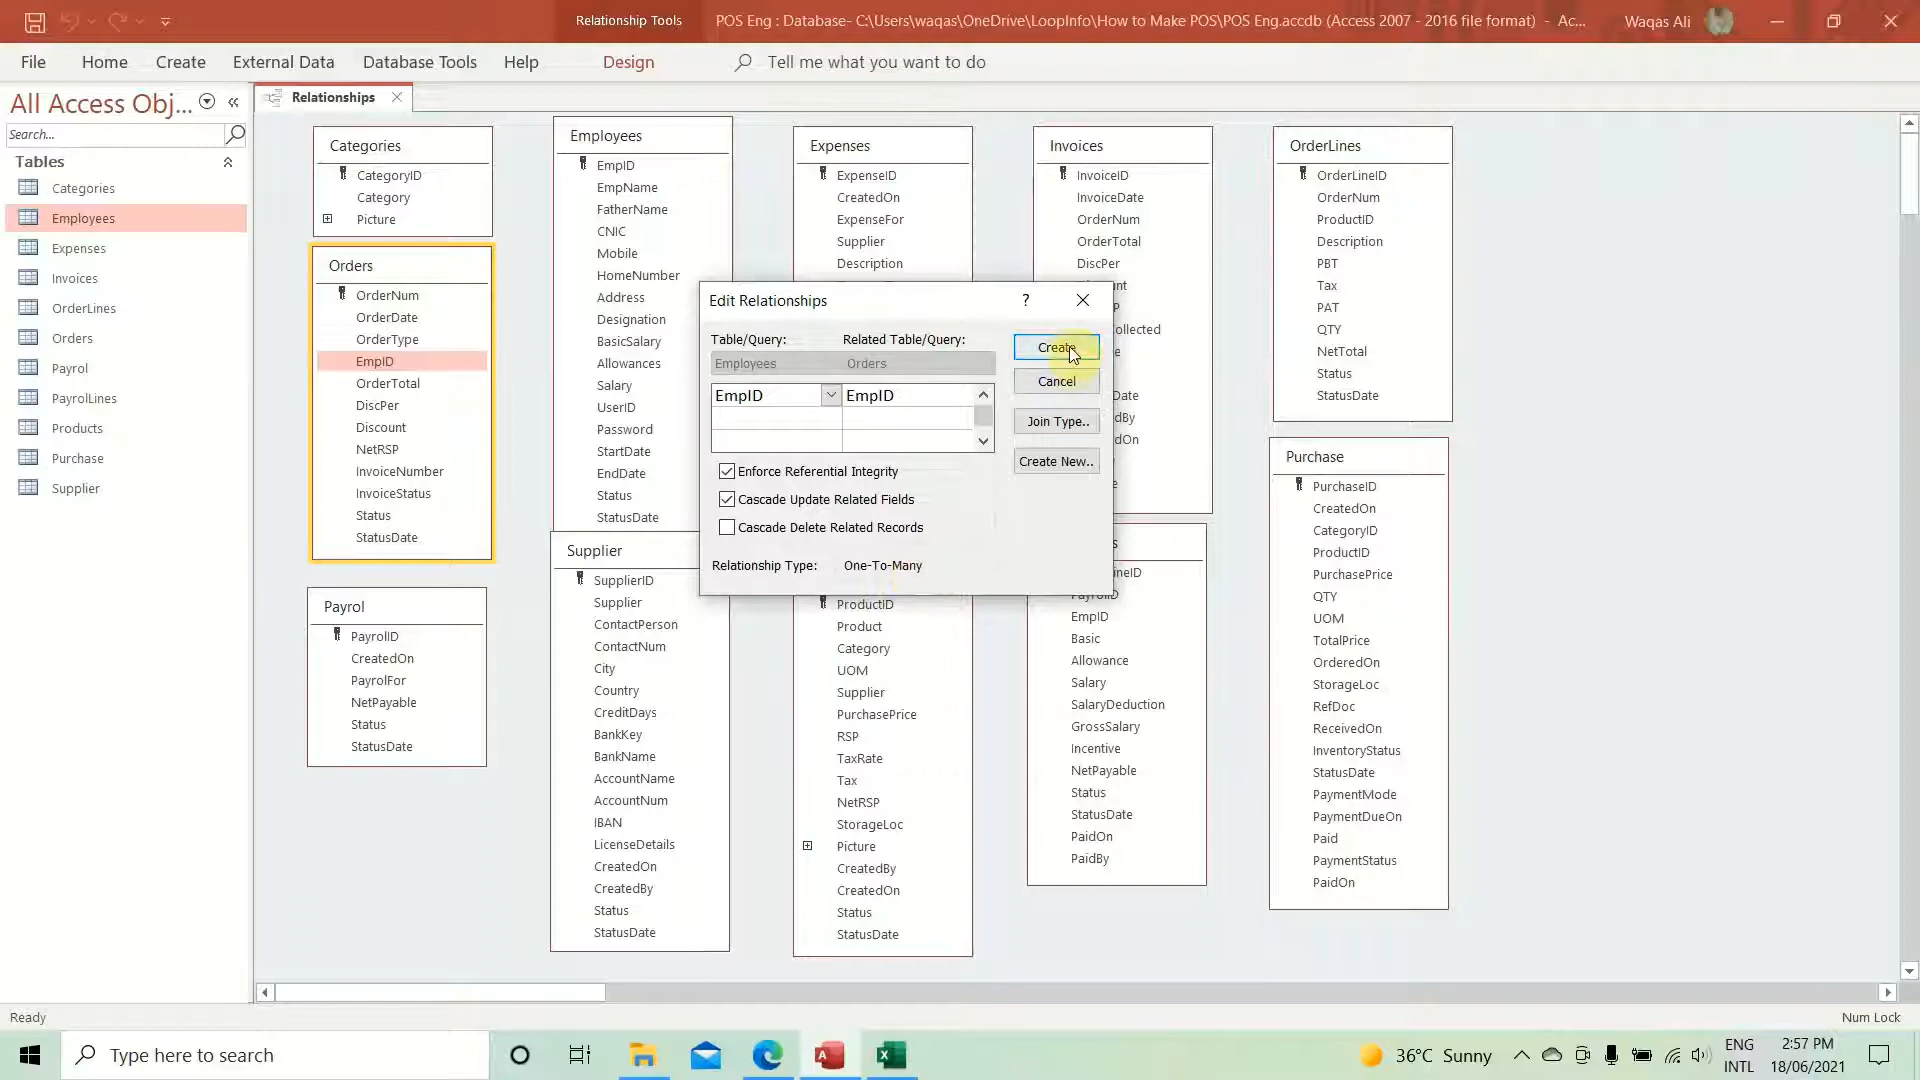 Relationship Tools
POS Eng : Database- C:\Users\waqas\OneDrive\LoopInfo\How to Make POS\POS Eng.accdb (Access 2007 - 2016 file format) - Ac...
Waqas Ali
File Home Create External Data Database Tools Help Design Tell me what you want to do
All Access Obj...
Search...
Tables
Categories
Employees
Expenses
Invoices
OrderLines
Orders
Payrol
PayrolLines
Products
Purchase
Supplier
Relationships
Categories
CategoryID
Category
Picture
Orders
OrderNum
OrderDate
OrderType
EmpID
OrderTotal
DiscPer
Discount
NetRSP
InvoiceNumber
InvoiceStatus
Status
StatusDate
Payrol
PayrolID
CreatedOn
PayrolFor
NetPayable
Status
StatusDate
Employees
EmpID
EmpName
FatherName
CNIC
Mobile
HomeNumber
Address
Designation
BasicSalary
Allowances
Salary
UserID
Password
StartDate
EndDate
Status
StatusDate
Supplier
SupplierID
Supplier
ContactPerson
ContactNum
City
Country
CreditDays
BankKey
BankName
AccountName
AccountNum
IBAN
LicenseDetails
CreatedOn
CreatedBy
Status
StatusDate
Expenses
ExpenseID
CreatedOn
ExpenseFor
Supplier
Description
Edit Relationships
?
Table/Query: Related Table/Query:
Employees Orders
EmpID EmpID
Enforce Referential Integrity
Cascade Update Related Fields
Cascade Delete Related Records
Relationship Type: One-To-Many
Create
Cancel
Join Type..
Create New..
ProductID
Product
Category
UOM
Supplier
PurchasePrice
RSP
TaxRate
Tax
NetRSP
StorageLoc
Picture
CreatedBy
CreatedOn
Status
StatusDate
Invoices
InvoiceID
InvoiceDate
OrderNum
OrderTotal
DiscPer
nt
P
ollected
e
Date
dBy
dOn
e
s
neID
PayrolID
EmpID
Basic
Allowance
Salary
SalaryDeduction
GrossSalary
Incentive
NetPayable
Status
StatusDate
PaidOn
PaidBy
OrderLines
OrderLineID
OrderNum
ProductID
Description
PBT
Tax
PAT
QTY
NetTotal
Status
StatusDate
Purchase
PurchaseID
CreatedOn
CategoryID
ProductID
PurchasePrice
QTY
UOM
TotalPrice
OrderedOn
StorageLoc
RefDoc
ReceivedOn
InventoryStatus
StatusDate
PaymentMode
PaymentDueOn
Paid
PaymentStatus
PaidOn
Ready
Num Lock
Type here to search
36°C Sunny
ENG
INTL
2:57 PM
18/06/2021